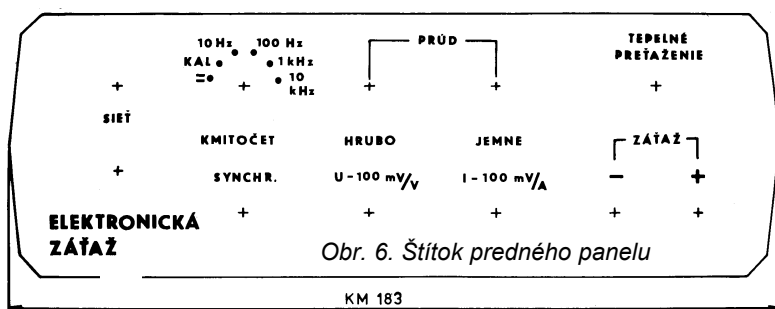 10 Hz 100 Hz
KAL 1 kHz
= 10 kHz
PRÚD
TEPELNÉ
PREŤAŽENIE
SIEŤ
KMITOČET HRUBO JEMNE ZÁŤAŽ
SYNCHR. U - 100 mV/V I - 100 mV/A - +
ELEKTRONICKÁ
ZÁŤAŽ
Obr. 6. Štítok predného panelu
KM 183